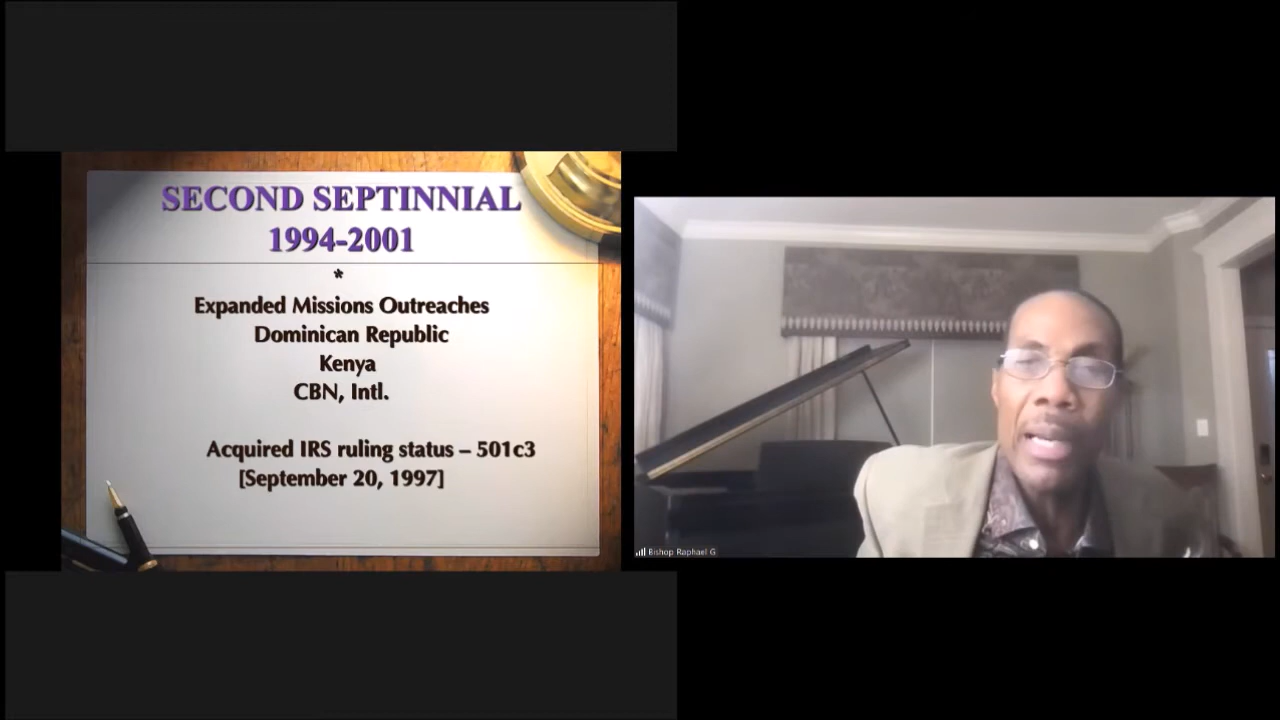 SECOND SEPTINNIAL
1994-2001
*
Expanded Missions Outreaches
Dominican Republic
Kenya
CBN, Intl.
Acquired IRS ruling status – 501c3
[September 20, 1997]
Bishop Raphael G